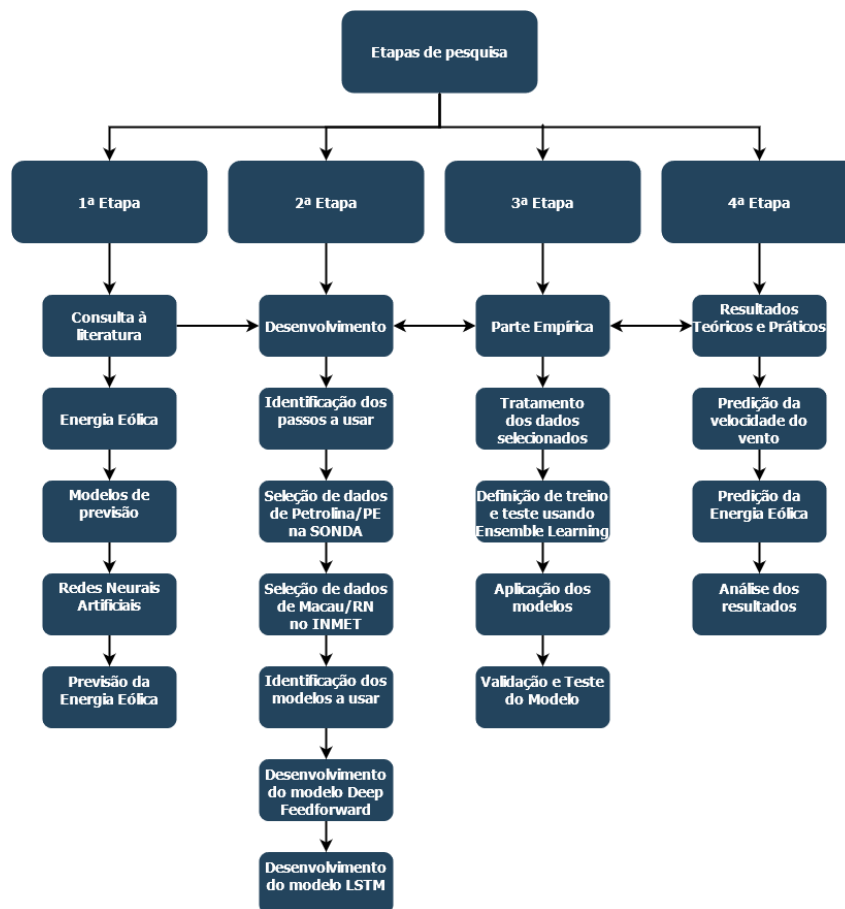 Etapas de pesquisa
1ª Etapa
2ª Etapa
3ª Etapa
4ª Etapa
Consulta à
literatura
Desenvolvimento
Parte Empírica
Resultados
Teóricos e Práticos
Energia Eólica
Identificação dos
passos a usar
Tratamento
dos dados
selecionados
Predição da
velocidade do
vento
Modelos de
previsão
Seleção de dados
de Petrolina/PE
na SONDA
Definição de treino
e teste usando
Ensemble Learning
Predição da
Energia Eólica
Redes Neurais
Artificiais
Seleção de dados
de Macau/RN
no INMET
Aplicação dos
modelos
Análise dos
resultados
Previsão da
Energia Eólica
Identificação dos
modelos a usar
Validação e Teste
do Modelo
Desenvolvimento
do modelo Deep
Feedforward
Desenvolvimento
do modelo LSTM